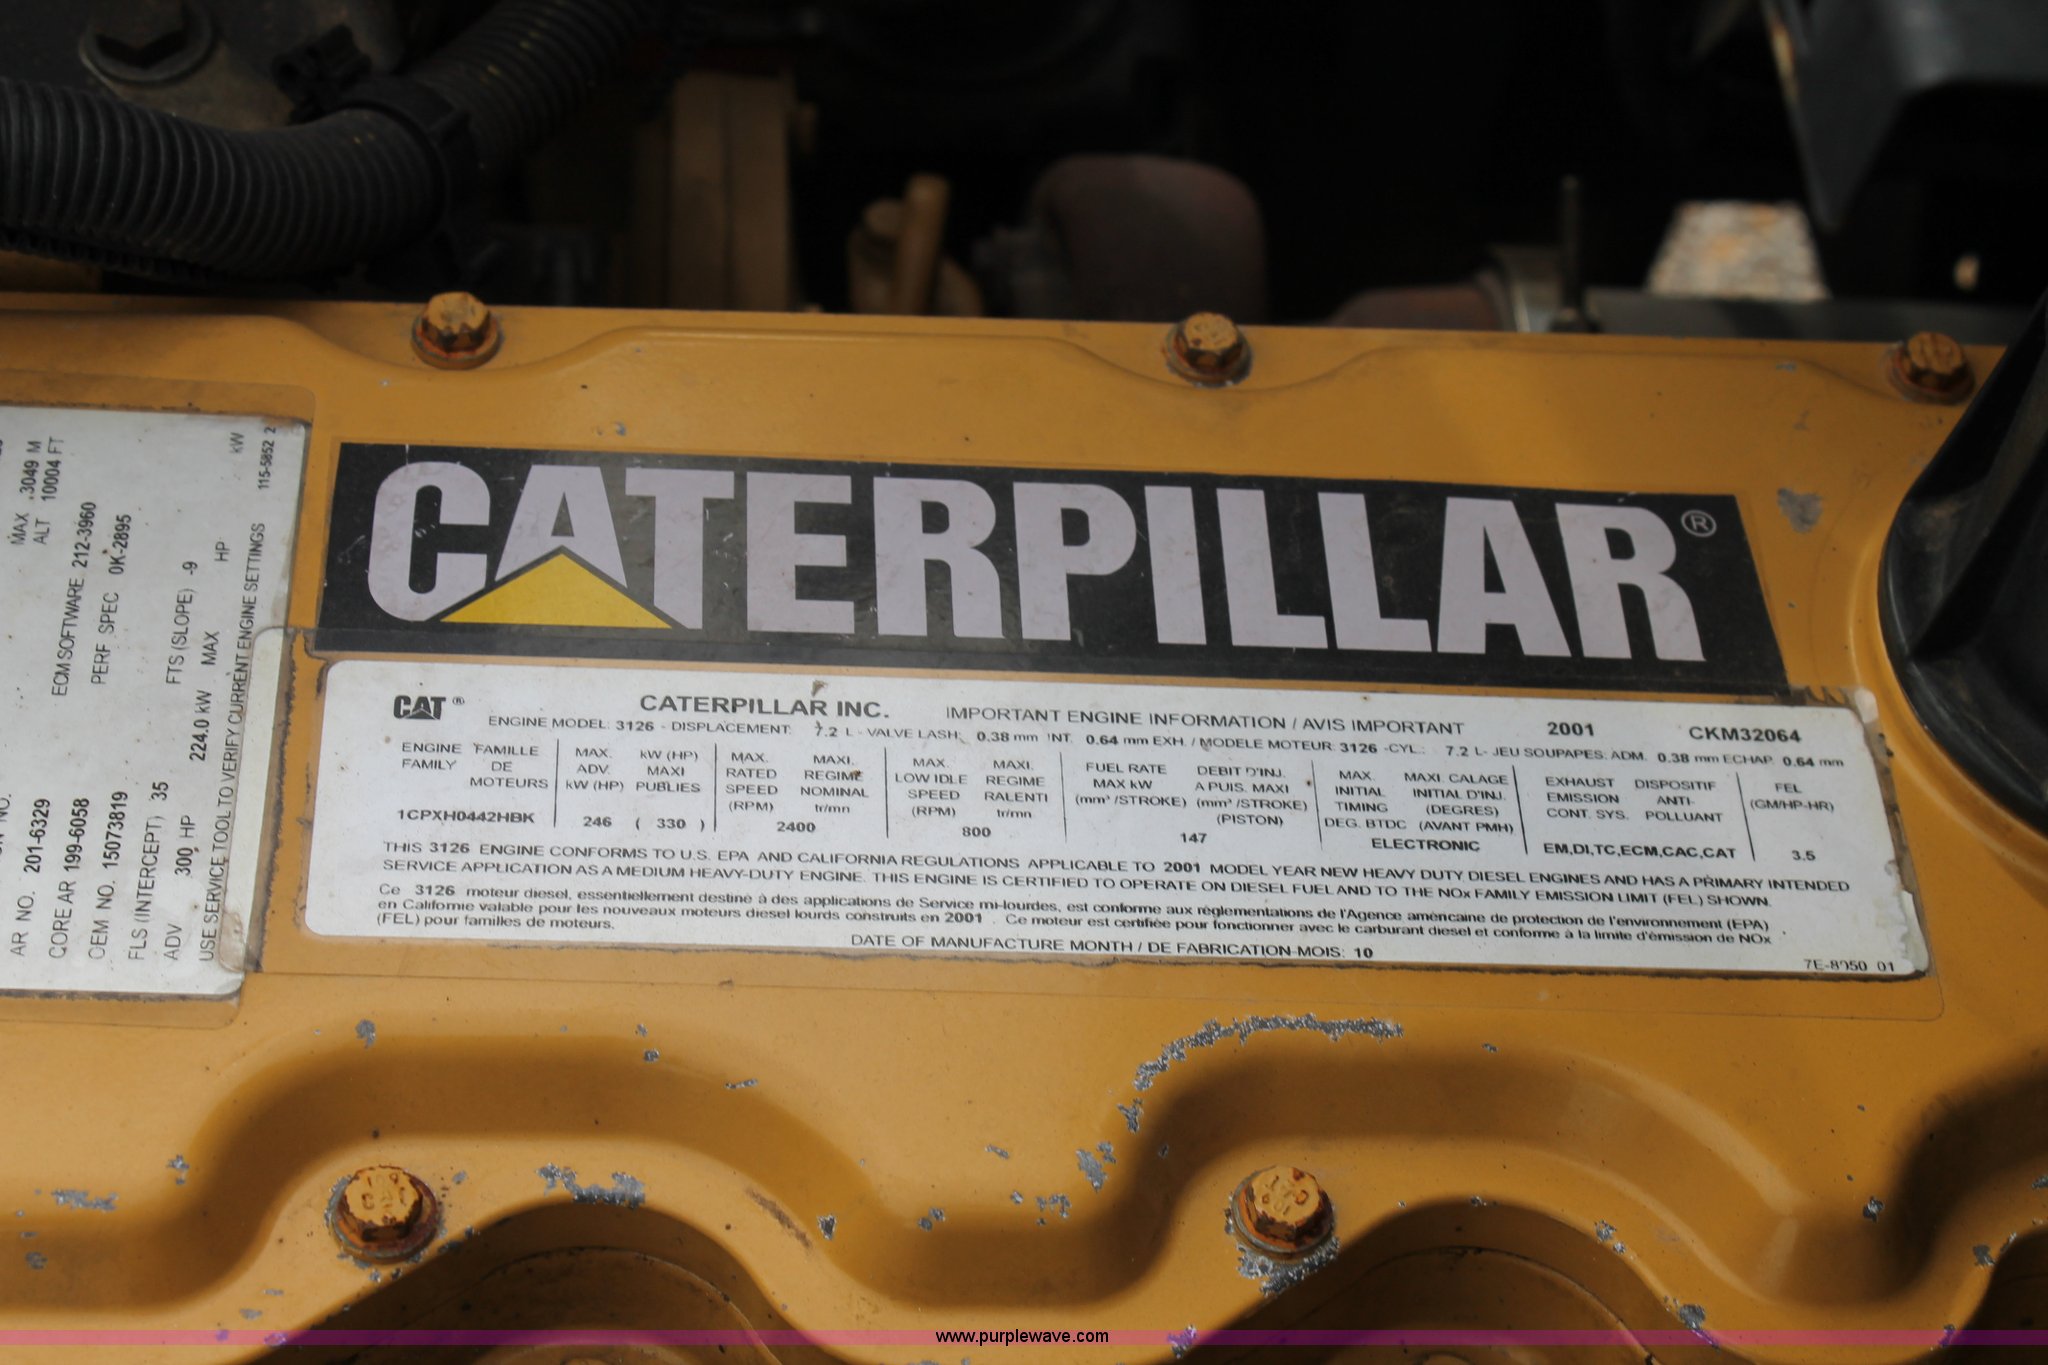 CATERPILLAR ®
CAT ® CATERPILLAR INC. IMPORTANT ENGINE INFORMATION / AVIS IMPORTANT 2001 CKM32064
ENGINE MODEL: 3126 - DISPLACEMENT: 7.2 L - VALVE LASH: 0.38 mm INT. 0.64 mm EXH. / MODELE MOTEUR: 3126 -CYL.: 7.2 L- JEU SOUPAPES: ADM. 0.38 mm ECHAP. 0.64 mm
ENGINE FAMILY
FAMILLE DE MOTEURS
1CPXH0442HBK
MAX. ADV. kW (HP)
kW (HP) MAXI PUBLIES
246 ( 330 )
MAX. RATED SPEED (RPM)
MAXI. REGIME NOMINAL tr/mn
2400
MAX. LOW IDLE SPEED (RPM)
MAXI. REGIME RALENTI tr/mn
800
FUEL RATE MAX kW (mm³ /STROKE)
DEBIT D'INJ. A PUIS. MAXI (mm³ /STROKE) (PISTON)
147
MAX. INITIAL TIMING DEG. BTDC
MAXI. CALAGE INITIAL D'INJ. (DEGRES) (AVANT PMH)
ELECTRONIC
EXHAUST EMISSION CONT. SYS.
DISPOSITIF ANTI- POLLUANT
EM,DI,TC,ECM,CAC,CAT
FEL (GM/HP-HR)
3.5
THIS 3126 ENGINE CONFORMS TO U.S. EPA AND CALIFORNIA REGULATIONS APPLICABLE TO 2001 MODEL YEAR NEW HEAVY DUTY DIESEL ENGINES AND HAS A PRIMARY INTENDED
SERVICE APPLICATION AS A MEDIUM HEAVY-DUTY ENGINE. THIS ENGINE IS CERTIFIED TO OPERATE ON DIESEL FUEL AND TO THE NOx FAMILY EMISSION LIMIT (FEL) SHOWN.
Ce 3126 moteur diesel, essentiellement destiné à des applications de Service mi-lourdes, est conforme aux réglementations de l'Agence américaine de protection de l'environnement (EPA)
en Californie valable pour les nouveaux moteurs diesel lourds construits en 2001 . Ce moteur est certifiée pour fonctionner avec le carburant diesel et conforme à la limite d'émission de NOx
(FEL) pour familles de moteurs.
DATE OF MANUFACTURE MONTH / DE FABRICATION-MOIS: 10
7E-8950 01
MAX ALT 3049 M 10004 FT
ECM SOFTWARE 212-3960
PERF SPEC 0K-2895
AR NO. 201-6329
CORE AR 199-6058
OEM NO. 15073819
FLS (INTERCEPT) 35 FTS (SLOPE) -9
ADV 300 HP 224.0 kW MAX HP kW
USE SERVICE TOOL TO VERIFY CURRENT ENGINE SETTINGS 115-5852 2
www.purplewave.com